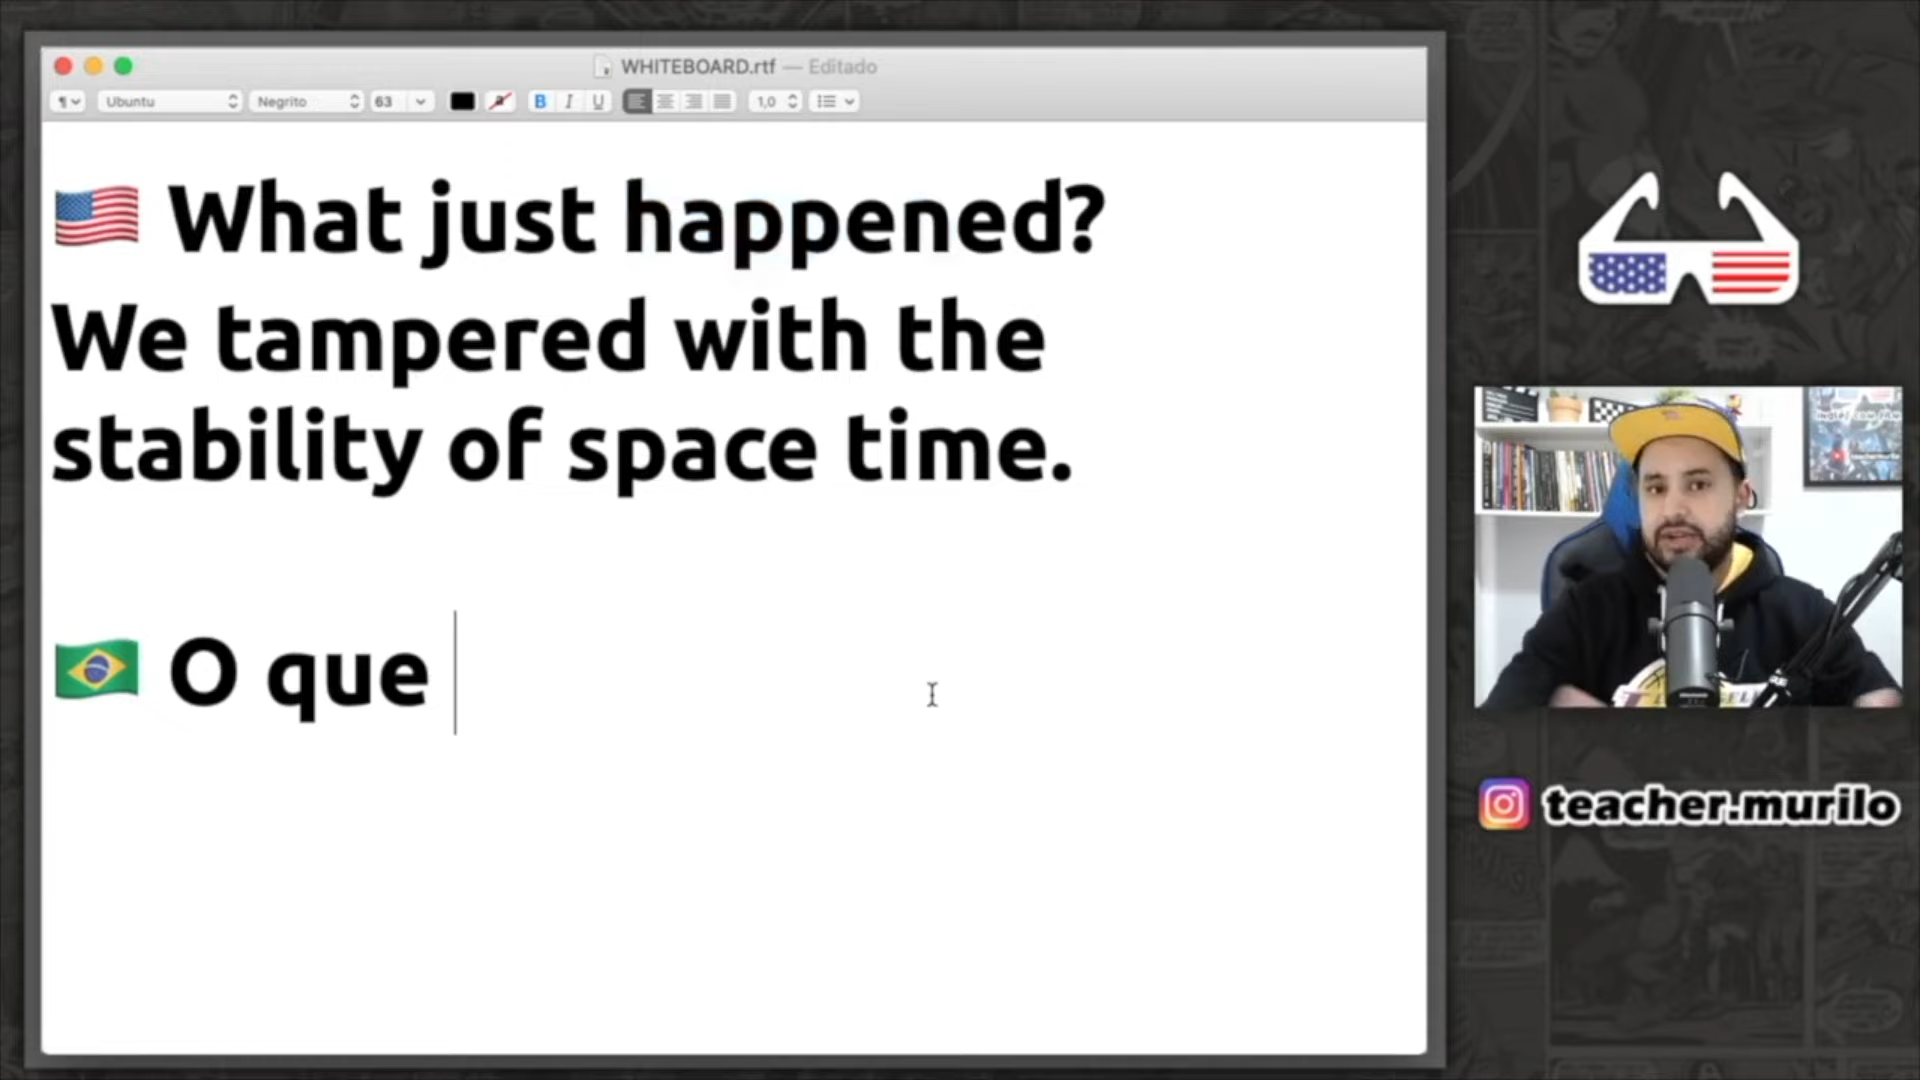 WHITEBOARD.rtf — Editado
Ubuntu Negrito 63 B I U 1,0
What just happened?
We tampered with the
stability of space time.
O que
teacher.murilo